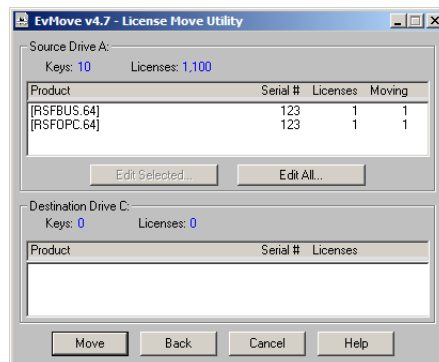 EvMove v4.7 - License Move Utility
Source Drive A:
Keys: 10 Licenses: 1,100
Product Serial # Licenses Moving
[RSFBUS.64] 123 1 1
[RSFOPC.64] 123 1 1
Edit Selected... Edit All...
Destination Drive C:
Keys: 0 Licenses: 0
Product Serial # Licenses
Move Back Cancel Help